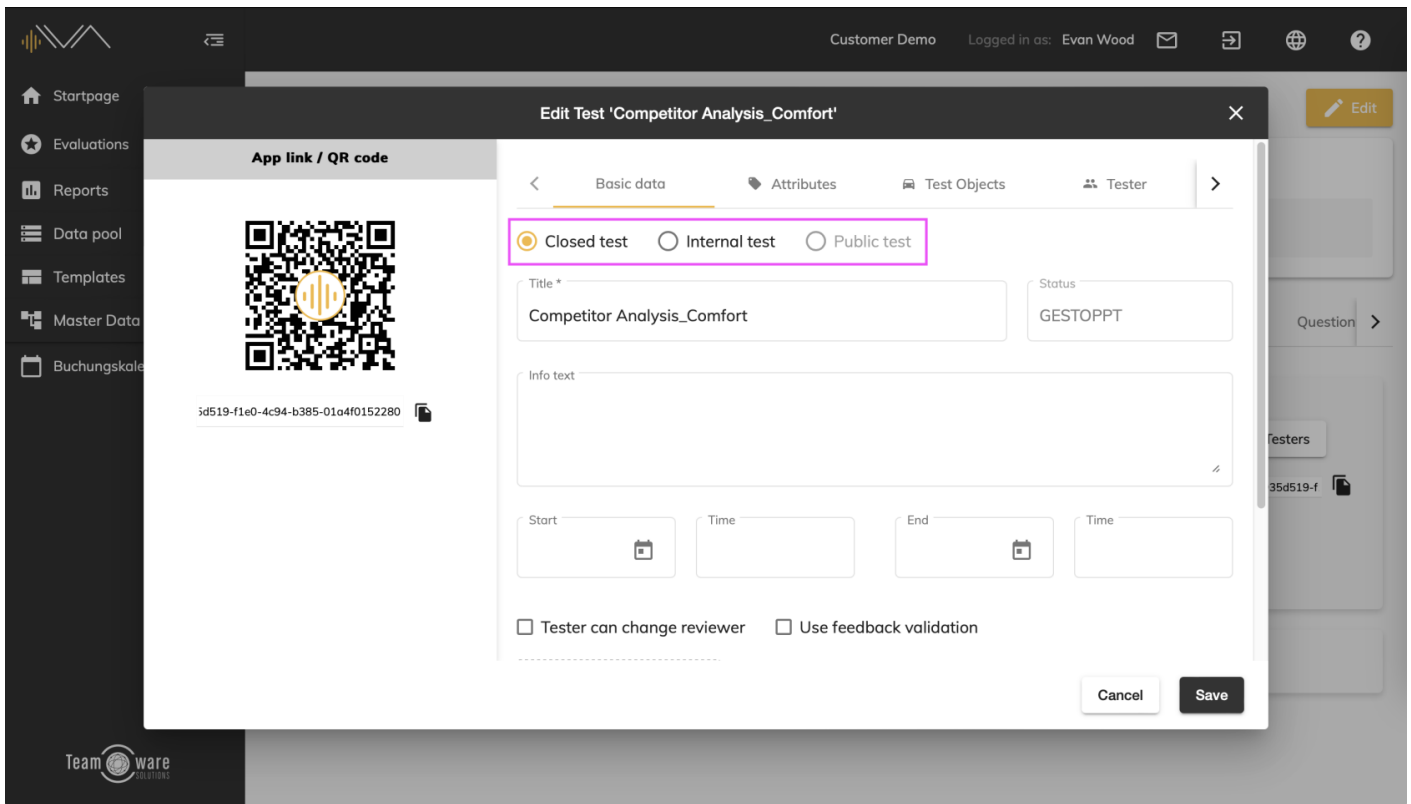 Customer Demo Logged in as: Evan Wood
Startpage
Evaluations
Reports
Data pool
Templates
Master Data
Buchungskale
Team ware
SOLUTIONS
Edit
Edit Test 'Competitor Analysis_Comfort'
App link / QR code
5d519-f1e0-4c94-b385-01a4f0152280
Basic data Attributes Test Objects Tester
Closed test Internal test Public test
Title *
Competitor Analysis_Comfort
Status
GESTOPPT
Info text
Start Time End Time
Tester can change reviewer Use feedback validation
Cancel Save
Question
Testers
35d519-f